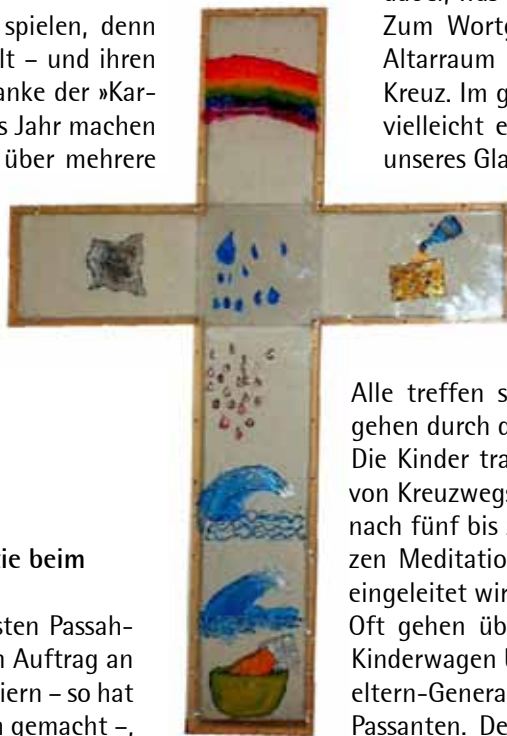 spielen, denn
lt – und ihren
anke der »Kar-
s Jahr machen
über mehrere
ie beim
sten Passah-
n Auftrag an
iern – so hat
gemacht –,
Zum Wortg
Altarraum
Kreuz. Im g
vielleicht e
unseres Gla
Alle treffen s
gehen durch d
Die Kinder tra
von Kreuzwegs
nach fünf bis
zen Meditatio
eingeleitet wir
Oft gehen üb
Kinderwagen U
eltern-Genera
Passanten. De